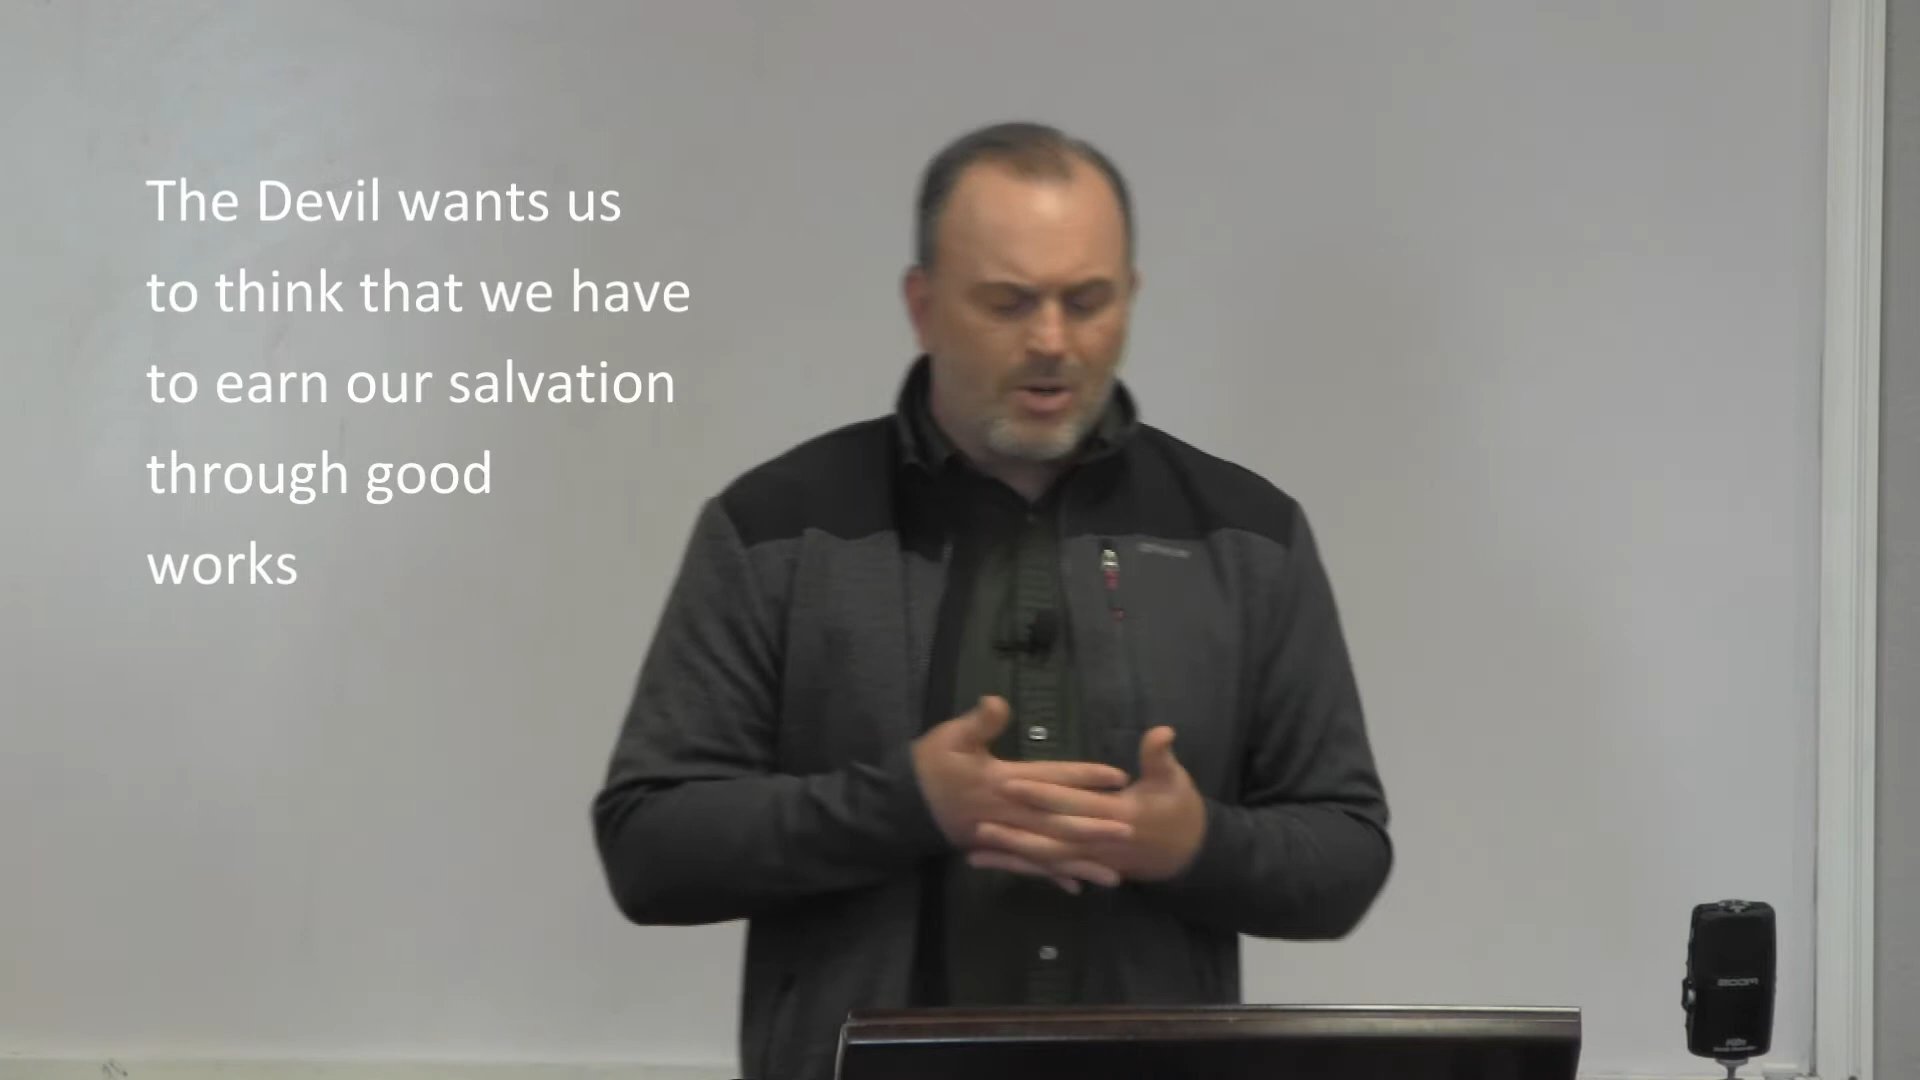 The Devil wants us
to think that we have
to earn our salvation
through good
works
zoom